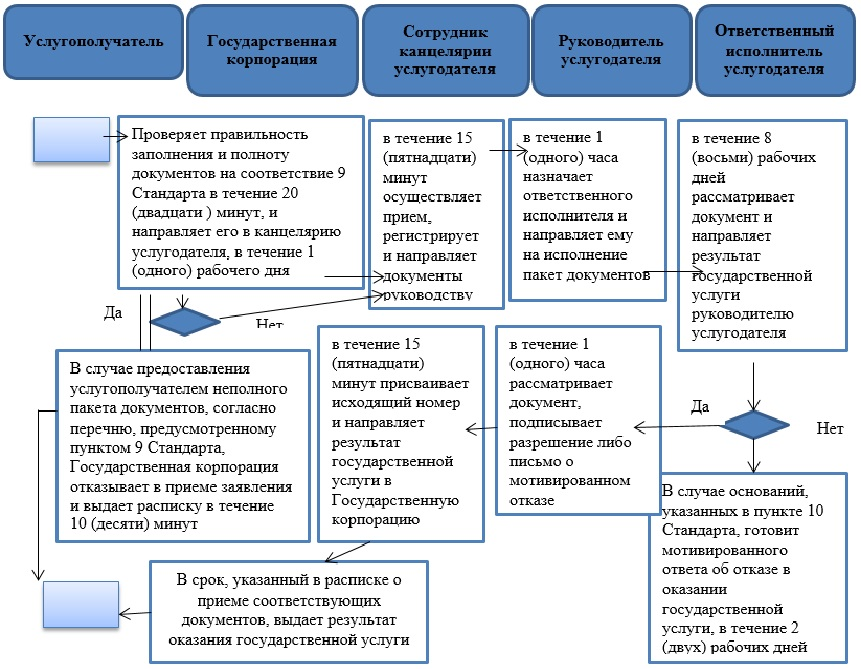 Услугополучатель
Государственная
корпорация
Сотрудник
канцелярии
услугодателя
Руководитель
услугодателя
Ответственный
исполнитель
услугодателя
Проверяет правильность
заполнения и полноту
документов на соответствие 9
Стандарта в течение 20
(двадцати ) минут, и
направляет его в канцелярию
услугодателя, в течение 1
(одного) рабочего дня
в течение 15
(пятнадцати)
минут
осуществляет
прием,
регистрирует
и направляет
документы
руководству
в течение 1
(одного) часа
назначает
ответственного
исполнителя и
направляет ему
на исполнение
пакет документов
в течение 8
(восьми) рабочих
дней
рассматривает
документ и
направляет
результат
государственной
услуги
руководителю
услугодателя
Да
Нет
В случае предоставления
услугополучателем неполного
пакета документов, согласно
перечню, предусмотренному
пунктом 9 Стандарта,
Государственная корпорация
отказывает в приеме заявления
и выдает расписку в течение
10 (десяти) минут
в течение 15
(пятнадцати)
минут присваивает
исходящий номер
и направляет
результат
государственной
услуги в
Государственную
корпорацию
в течение 1
(одного) часа
рассматривает
документ,
подписывает
разрешение либо
письмо о
мотивированном
отказе
Да
Нет
В случае оснований,
указанных в пункте 10
Стандарта, готовит
мотивированного
ответа об отказе в
оказании
государственной
услуги, в течение 2
(двух) рабочих дней
В срок, указанный в расписке о
приеме соответствующих
документов, выдает результат
оказания государственной услуги